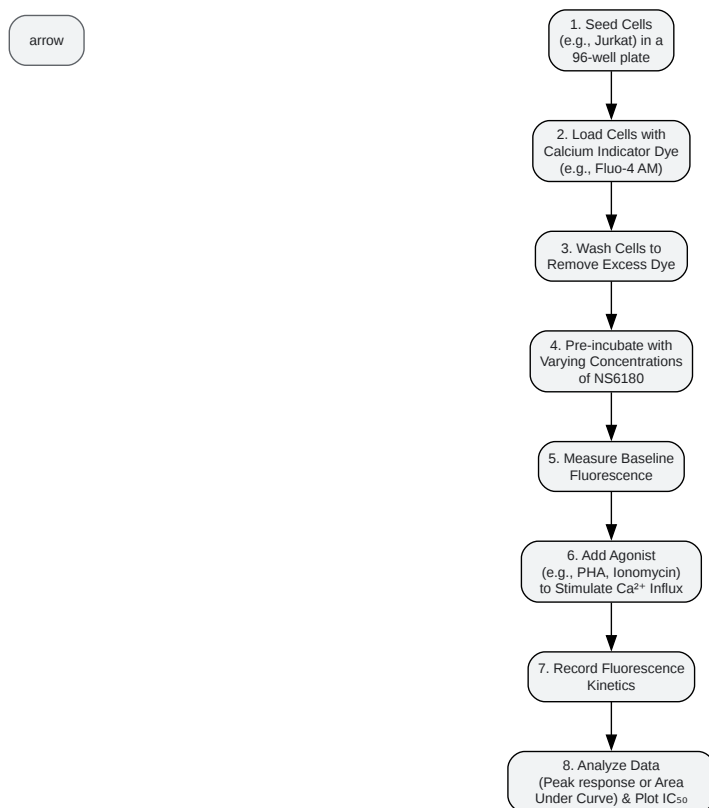 arrow
1. Seed Cells
(e.g., Jurkat) in a
96-well plate
2. Load Cells with
Calcium Indicator Dye
(e.g., Fluo-4 AM)
3. Wash Cells to
Remove Excess Dye
4. Pre-incubate with
Varying Concentrations
of NS6180
5. Measure Baseline
Fluorescence
6. Add Agonist
(e.g., PHA, Ionomycin)
to Stimulate Ca²⁺ Influx
7. Record Fluorescence
Kinetics
8. Analyze Data
(Peak response or Area
Under Curve) & Plot IC₅₀